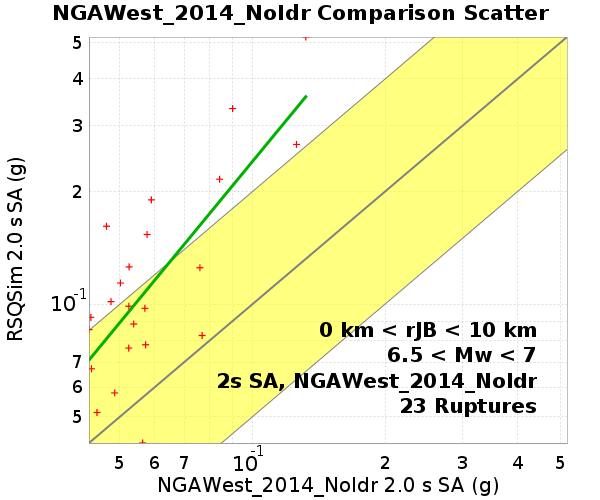 NGAWest_2014_NoIdr Comparison Scatter
RSQSim 2.0 s SA (g)
5
4
3
2
10-1
7
6
5
0 km < rJB < 10 km
6.5 < Mw < 7
2s SA, NGAWest_2014_NoIdr
23 Ruptures
5 6 7 10-1 2 3 4 5
NGAWest_2014_NoIdr 2.0 s SA (g)